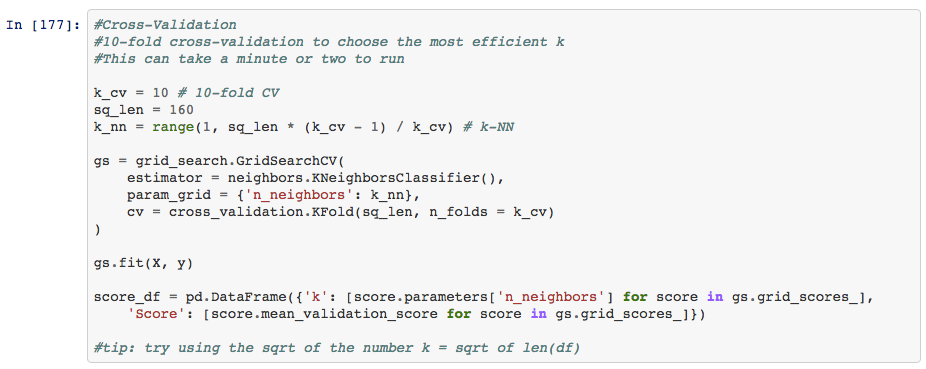 In [177]: #Cross-Validation
#10-fold cross-validation to choose the most efficient k
#This can take a minute or two to run
k_cv = 10 # 10-fold CV
sq_len = 160
k_nn = range(1, sq_len * (k_cv - 1) / k_cv) # k-NN
gs = grid_search.GridSearchCV(
    estimator = neighbors.KNeighborsClassifier(),
    param_grid = {'n_neighbors': k_nn},
    cv = cross_validation.KFold(sq_len, n_folds = k_cv)
)
gs.fit(X, y)
score_df = pd.DataFrame({'k': [score.parameters['n_neighbors'] for score in gs.grid_scores_],
    'Score': [score.mean_validation_score for score in gs.grid_scores_]})
#tip: try using the sqrt of the number k = sqrt of len(df)